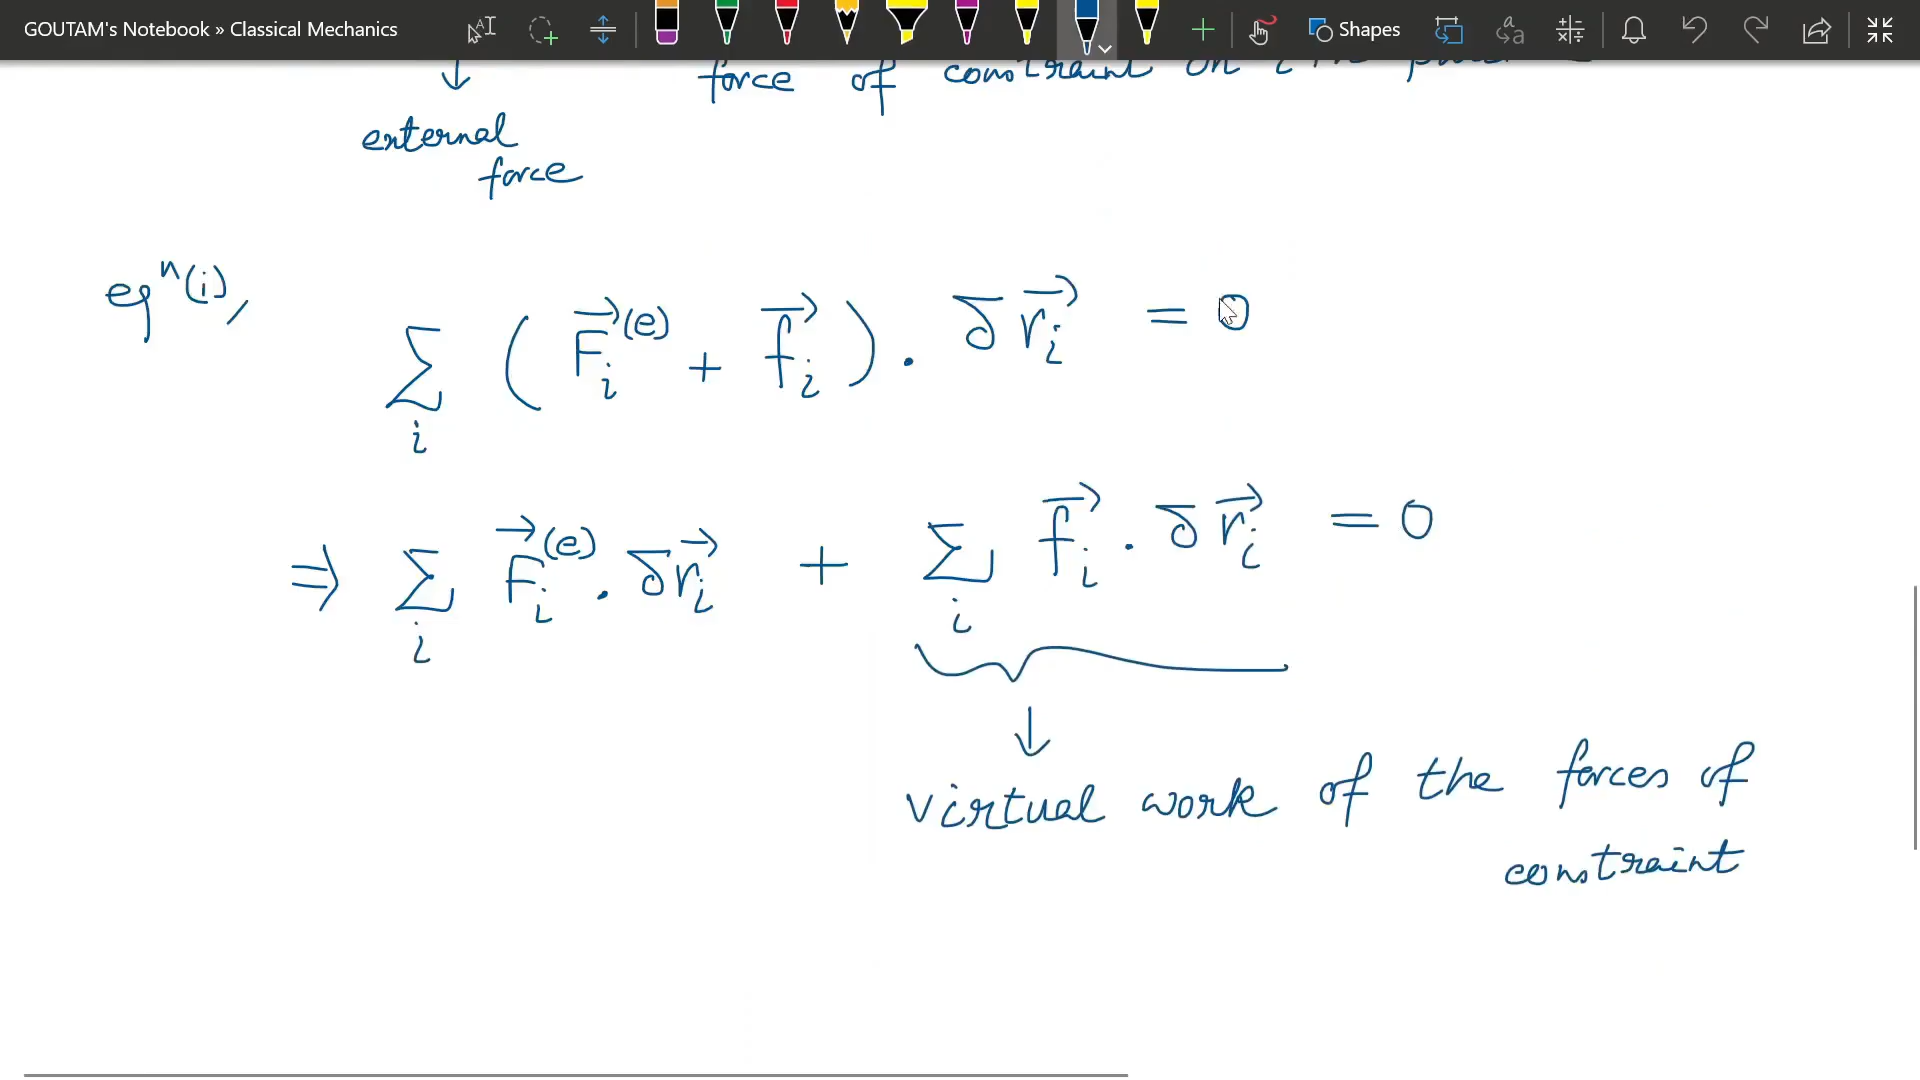 GOUTAM's Notebook » Classical Mechanics
Shapes
force of constraint on i
external
force
eqⁿ(i),
∑ᵢ ( F⃗ᵢ⁽ᵉ⁾ + f⃗ᵢ ) . δr⃗ᵢ = 0
⇒ ∑ᵢ F⃗ᵢ⁽ᵉ⁾ . δr⃗ᵢ + ∑ᵢ f⃗ᵢ . δr⃗ᵢ = 0
virtual work of the forces of
constraint